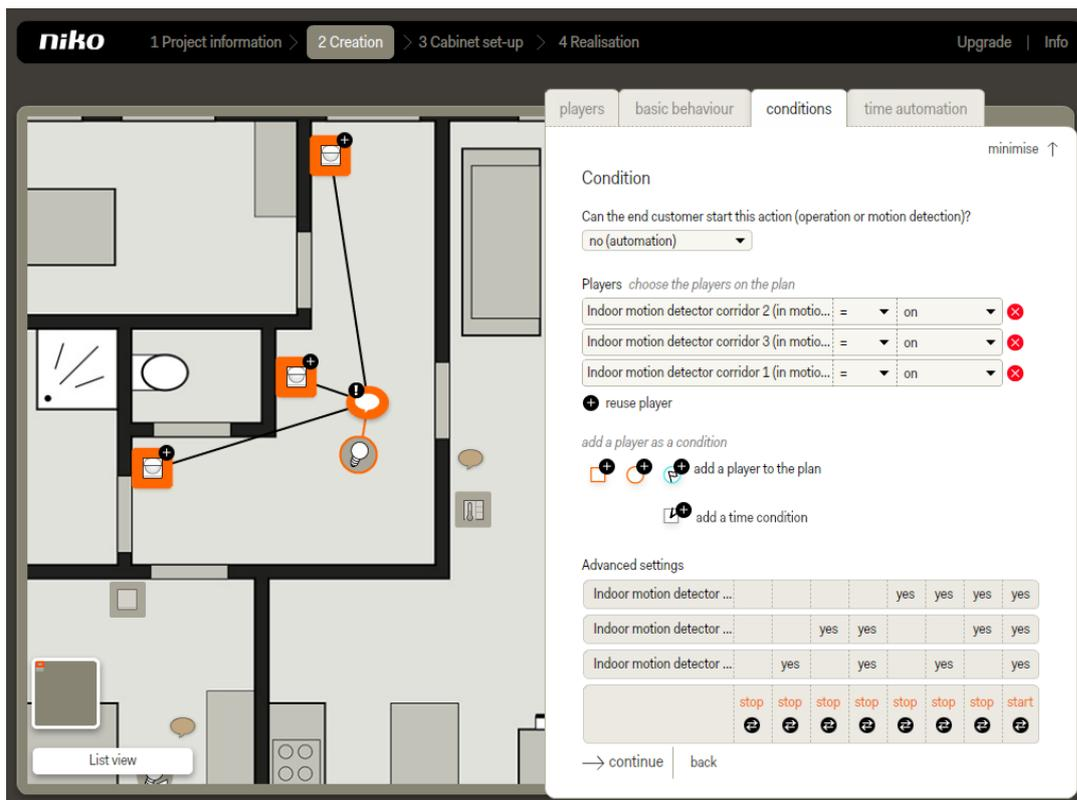 niko
1 Project information
2 Creation
3 Cabinet set-up
4 Realisation
Upgrade | Info
players
basic behaviour
conditions
time automation
minimise ↑
Condition
Can the end customer start this action (operation or motion detection)?
no (automation)
Players choose the players on the plan
Indoor motion detector corridor 2 (in motio... = on
Indoor motion detector corridor 3 (in motio... = on
Indoor motion detector corridor 1 (in motio... = on
reuse player
add a player as a condition
add a player to the plan
add a time condition
Advanced settings
Indoor motion detector ... yes yes yes yes
Indoor motion detector ... yes yes yes yes
Indoor motion detector ... yes yes yes yes
stop stop stop stop stop stop stop start
→ continue
back
List view